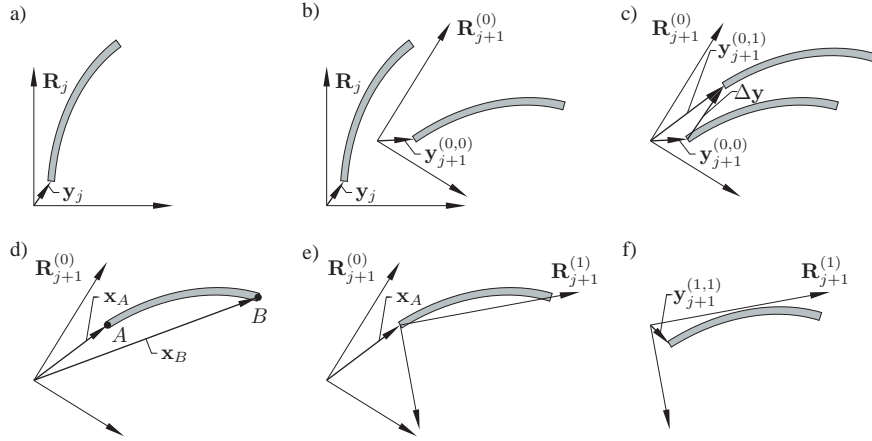 a)
R_j
y_j
b)
R_{j+1}^{(0)}
R_j
y_{j+1}^{(0,0)}
y_j
c)
R_{j+1}^{(0)}
y_{j+1}^{(0,1)}
Δy
y_{j+1}^{(0,0)}
d)
R_{j+1}^{(0)}
x_A
A
B
x_B
e)
R_{j+1}^{(0)}
x_A
R_{j+1}^{(1)}
f)
y_{j+1}^{(1,1)}
R_{j+1}^{(1)}